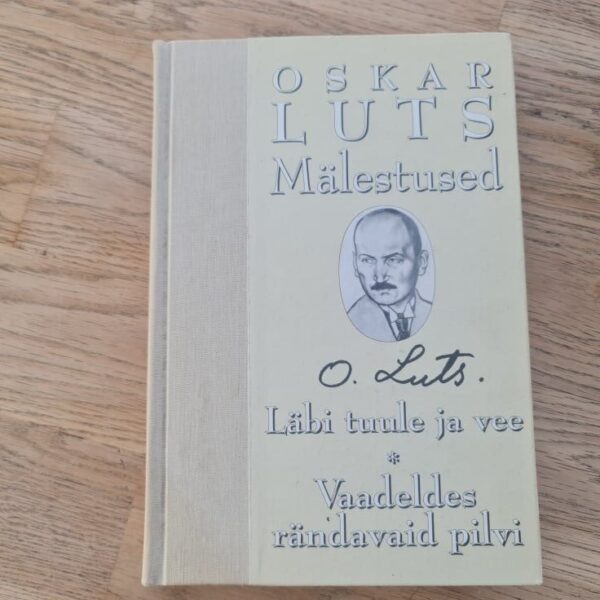 OSKAR
LUTS
Mälestused
O. Luts.
Läbi tuule ja vee
*
Vaadeldes
rändavaid pilvi